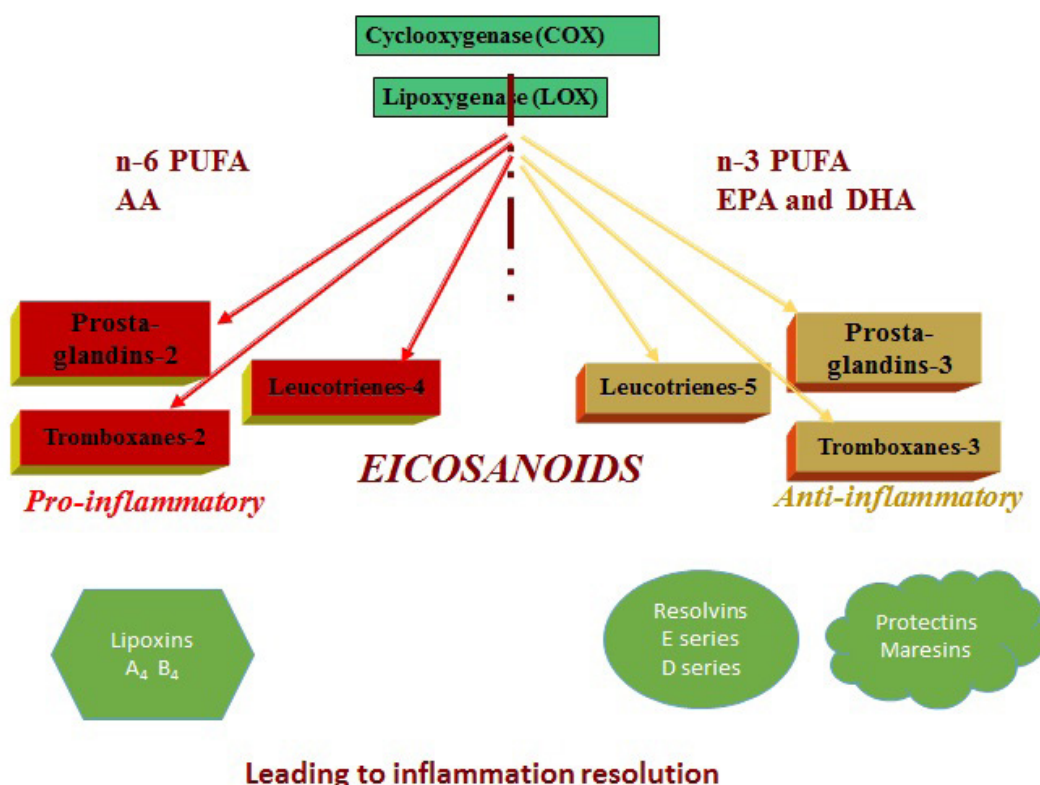 Cyclooxygenase (COX)
Lipoxygenase (LOX)
n-6 PUFA
AA
n-3 PUFA
EPA and DHA
Prosta-
glandins-2
Leucotrienes-4
Tromboxanes-2
Pro-inflammatory
Leucotrienes-5
Prosta-
glandins-3
Tromboxanes-3
Anti-inflammatory
EICOSANOIDS
Lipoxins
A₄ B₄
Resolvins
E series
D series
Protectins
Maresins
Leading to inflammation resolution